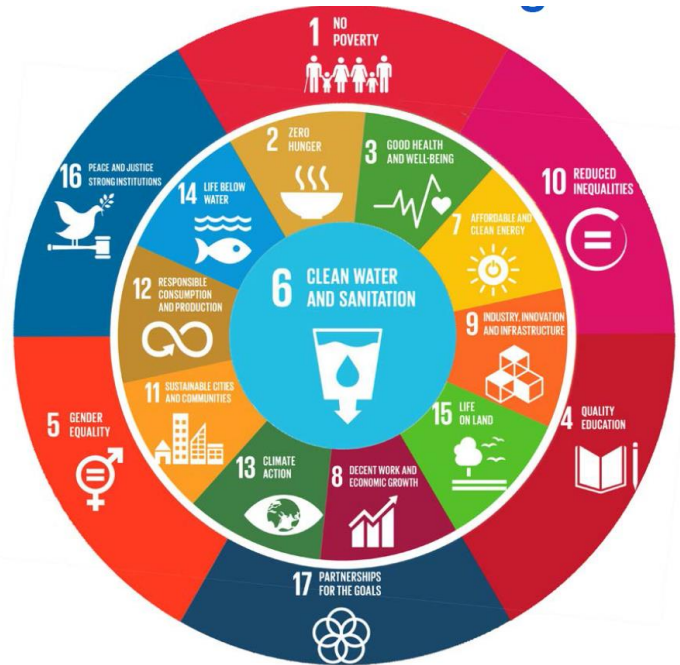 1 NO
POVERTY
16 PEACE AND JUSTICE
STRONG INSTITUTIONS
10 REDUCED
INEQUALITIES
2 ZERO
HUNGER
3 GOOD HEALTH
AND WELL-BEING
14 LIFE BELOW
WATER
7 AFFORDABLE AND
CLEAN ENERGY
6 CLEAN WATER
AND SANITATION
12 RESPONSIBLE
CONSUMPTION
AND PRODUCTION
9 INDUSTRY, INNOVATION
AND INFRASTRUCTURE
11 SUSTAINABLE CITIES
AND COMMUNITIES
15 LIFE
ON LAND
5 GENDER
EQUALITY
4 QUALITY
EDUCATION
13 CLIMATE
ACTION
8 DECENT WORK AND
ECONOMIC GROWTH
17 PARTNERSHIPS
FOR THE GOALS